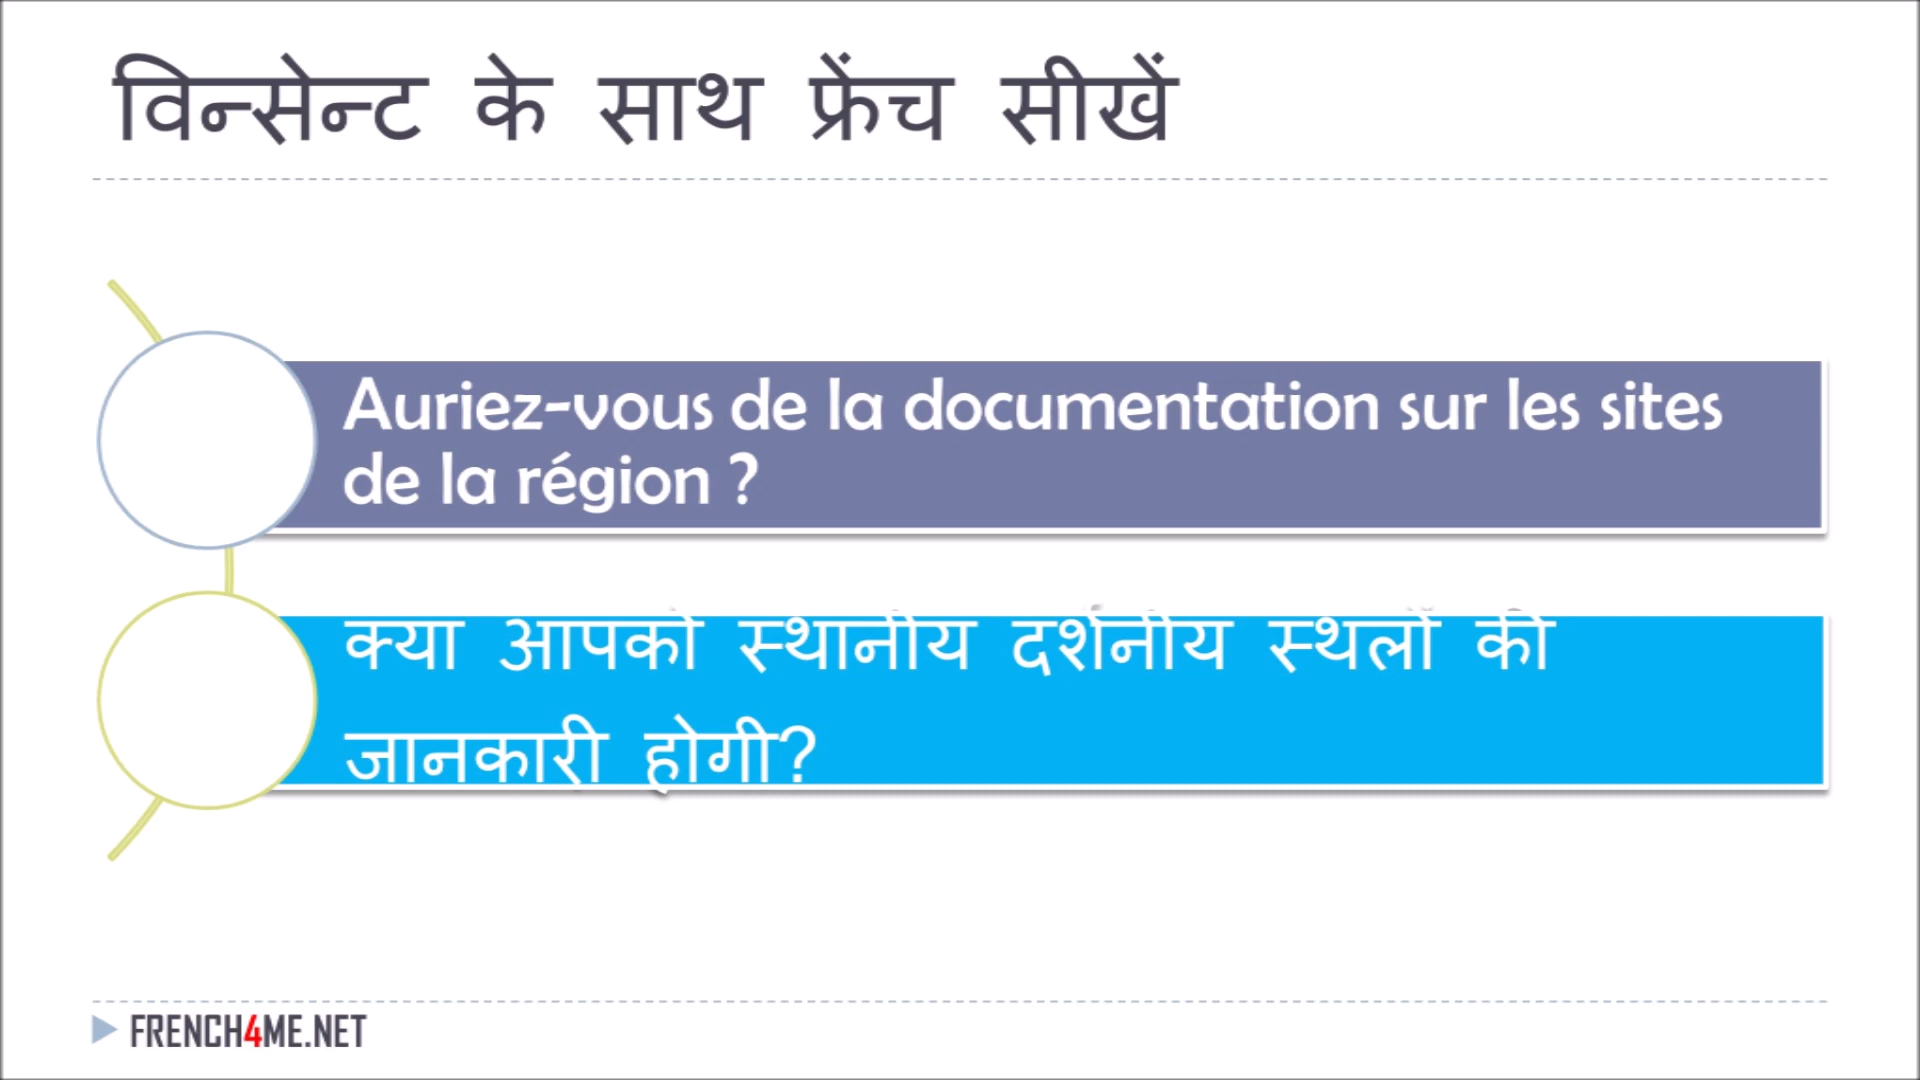 विन्सेन्ट के साथ फ्रेंच सीखें
Auriez-vous de la documentation sur les sites
de la région ?
क्या आपको स्थानीय दर्शनीय स्थलों की
जानकारी होगी?
FRENCH4ME.NET